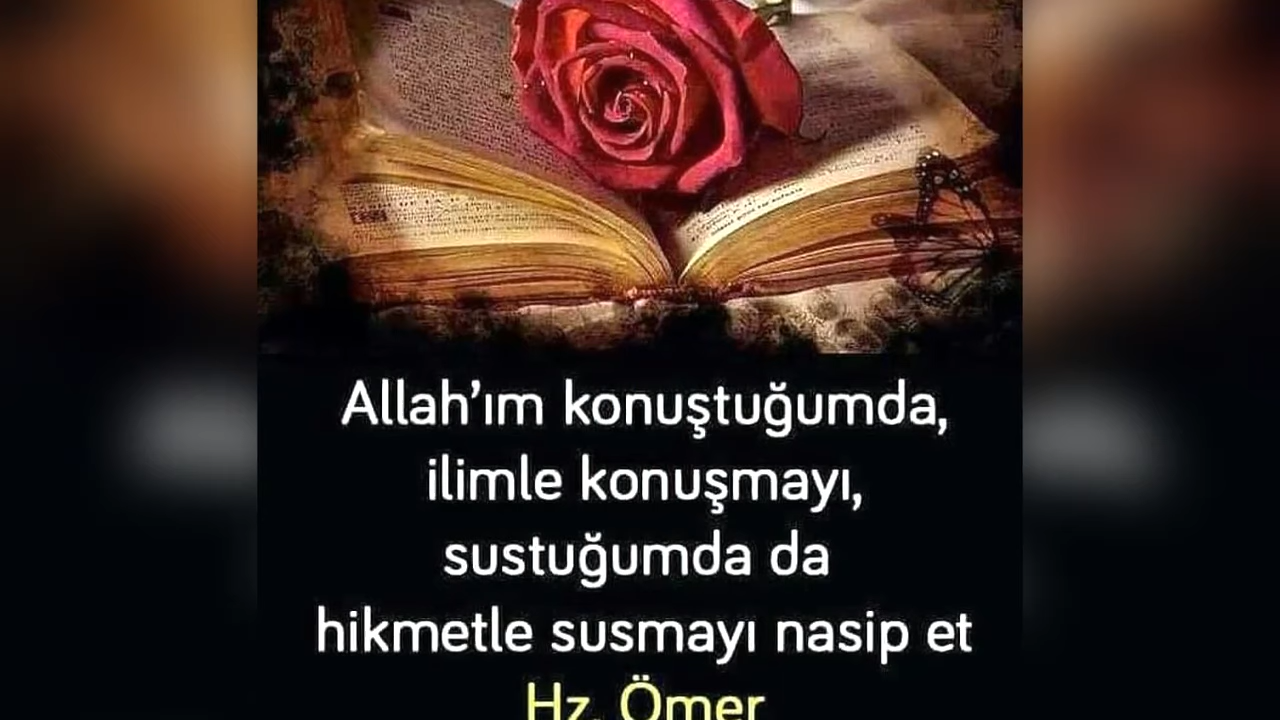 Allah’ım konuştuğumda,
ilimle konuşmayı,
sustuğumda da
hikmetle susmayı nasip et
Hz. Ömer